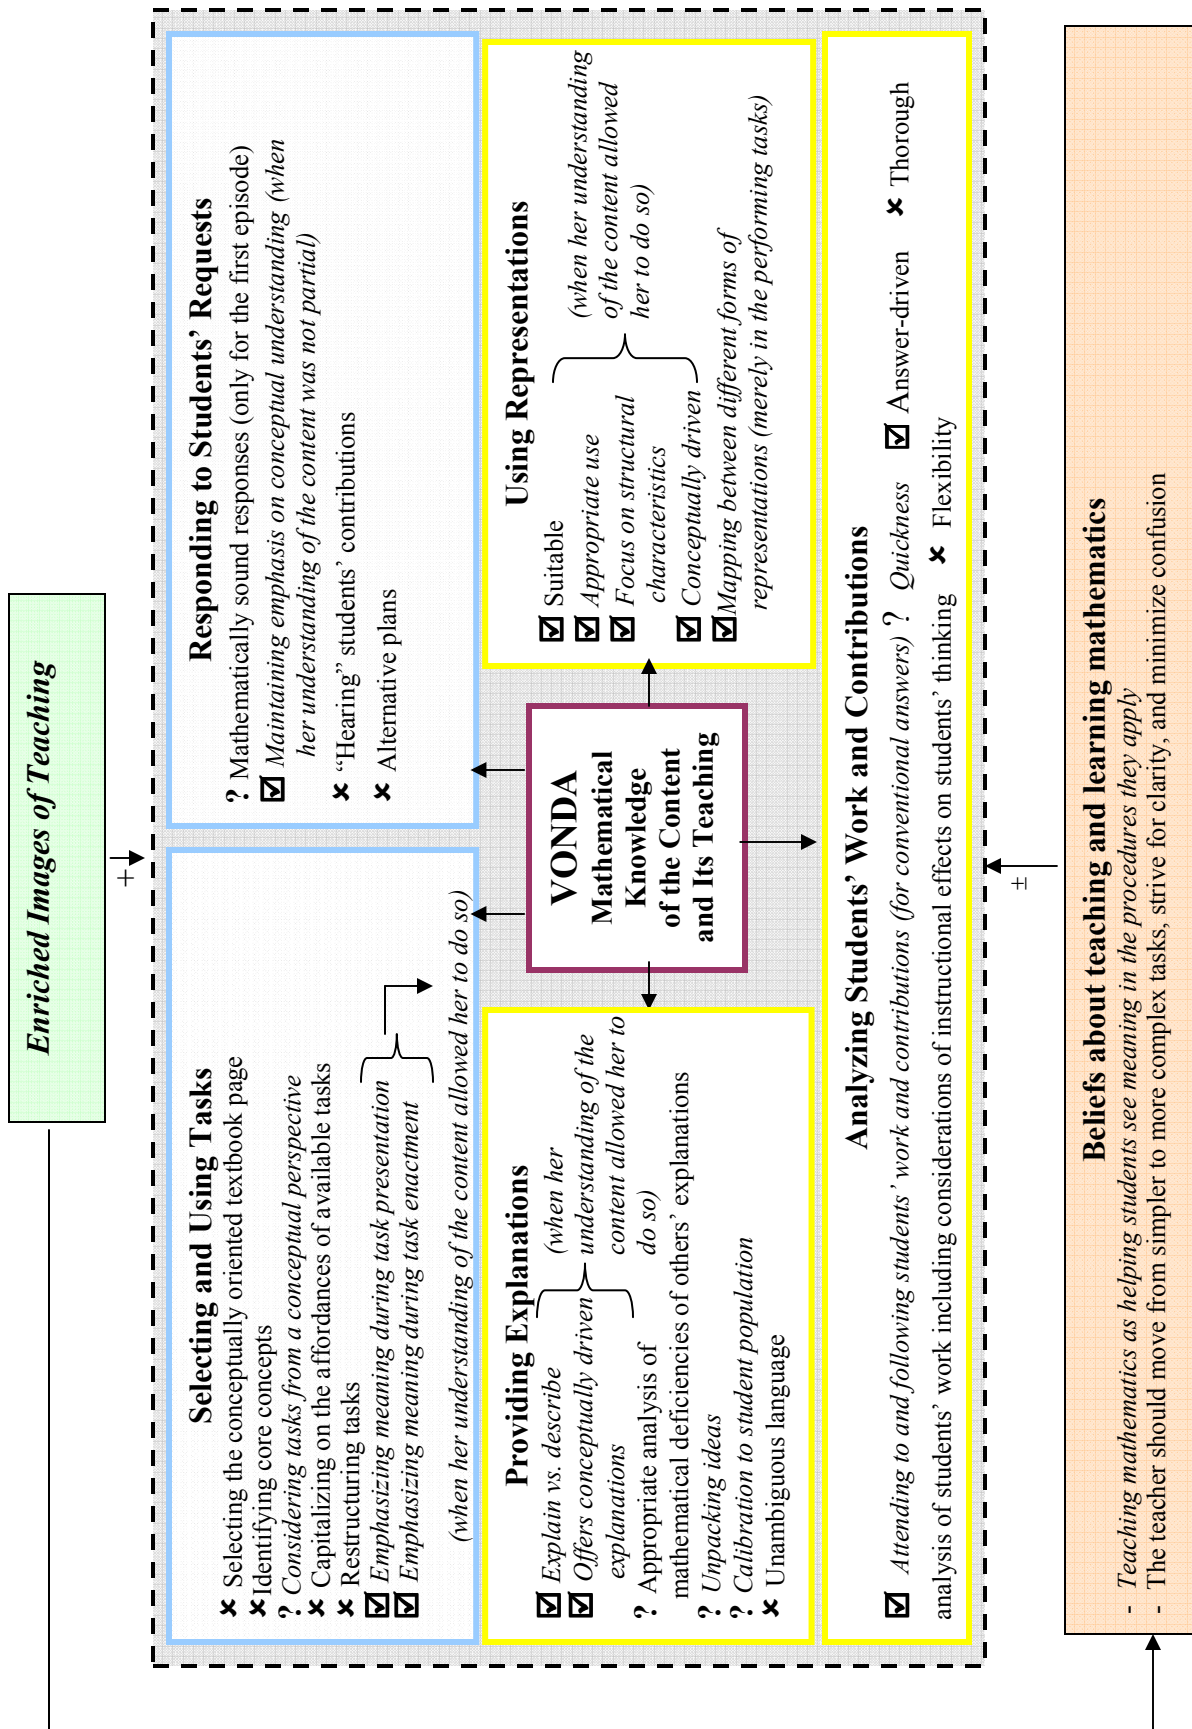 Enriched Images of Teaching
+
Selecting and Using Tasks
✘ Selecting the conceptually oriented textbook page
✘ Identifying core concepts
? Considering tasks from a conceptual perspective
✘ Capitalizing on the affordances of available tasks
✘ Restructuring tasks
☑ Emphasizing meaning during task presentation
☑ Emphasizing meaning during task enactment
(when her understanding of the content allowed her to do so)
Responding to Students’ Requests
? Mathematically sound responses (only for the first episode)
☑ Maintaining emphasis on conceptual understanding (when
her understanding of the content was not partial)
✘ “Hearing” students’ contributions
✘ Alternative plans
Providing Explanations
☑ Explain vs. describe
☑ Offers conceptually driven
explanations
(when her
understanding of the
content allowed her to
do so)
? Appropriate analysis of
mathematical deficiencies of others’ explanations
? Unpacking ideas
? Calibration to student population
✘ Unambiguous language
VONDA
Mathematical
Knowledge
of the Content
and Its Teaching
Using Representations
☑ Suitable
☑ Appropriate use
☑ Focus on structural
characteristics
☑ Conceptually driven
(when her understanding
of the content allowed
her to do so)
☑ Mapping between different forms of
representations (merely in the performing tasks)
Analyzing Students’ Work and Contributions
☑ Attending to and following students’ work and contributions (for conventional answers) ? Quickness ☑ Answer-driven ✘ Thorough
analysis of students’ work including considerations of instructional effects on students’ thinking ✘ Flexibility
±
Beliefs about teaching and learning mathematics
- Teaching mathematics as helping students see meaning in the procedures they apply
- The teacher should move from simpler to more complex tasks, strive for clarity, and minimize confusion